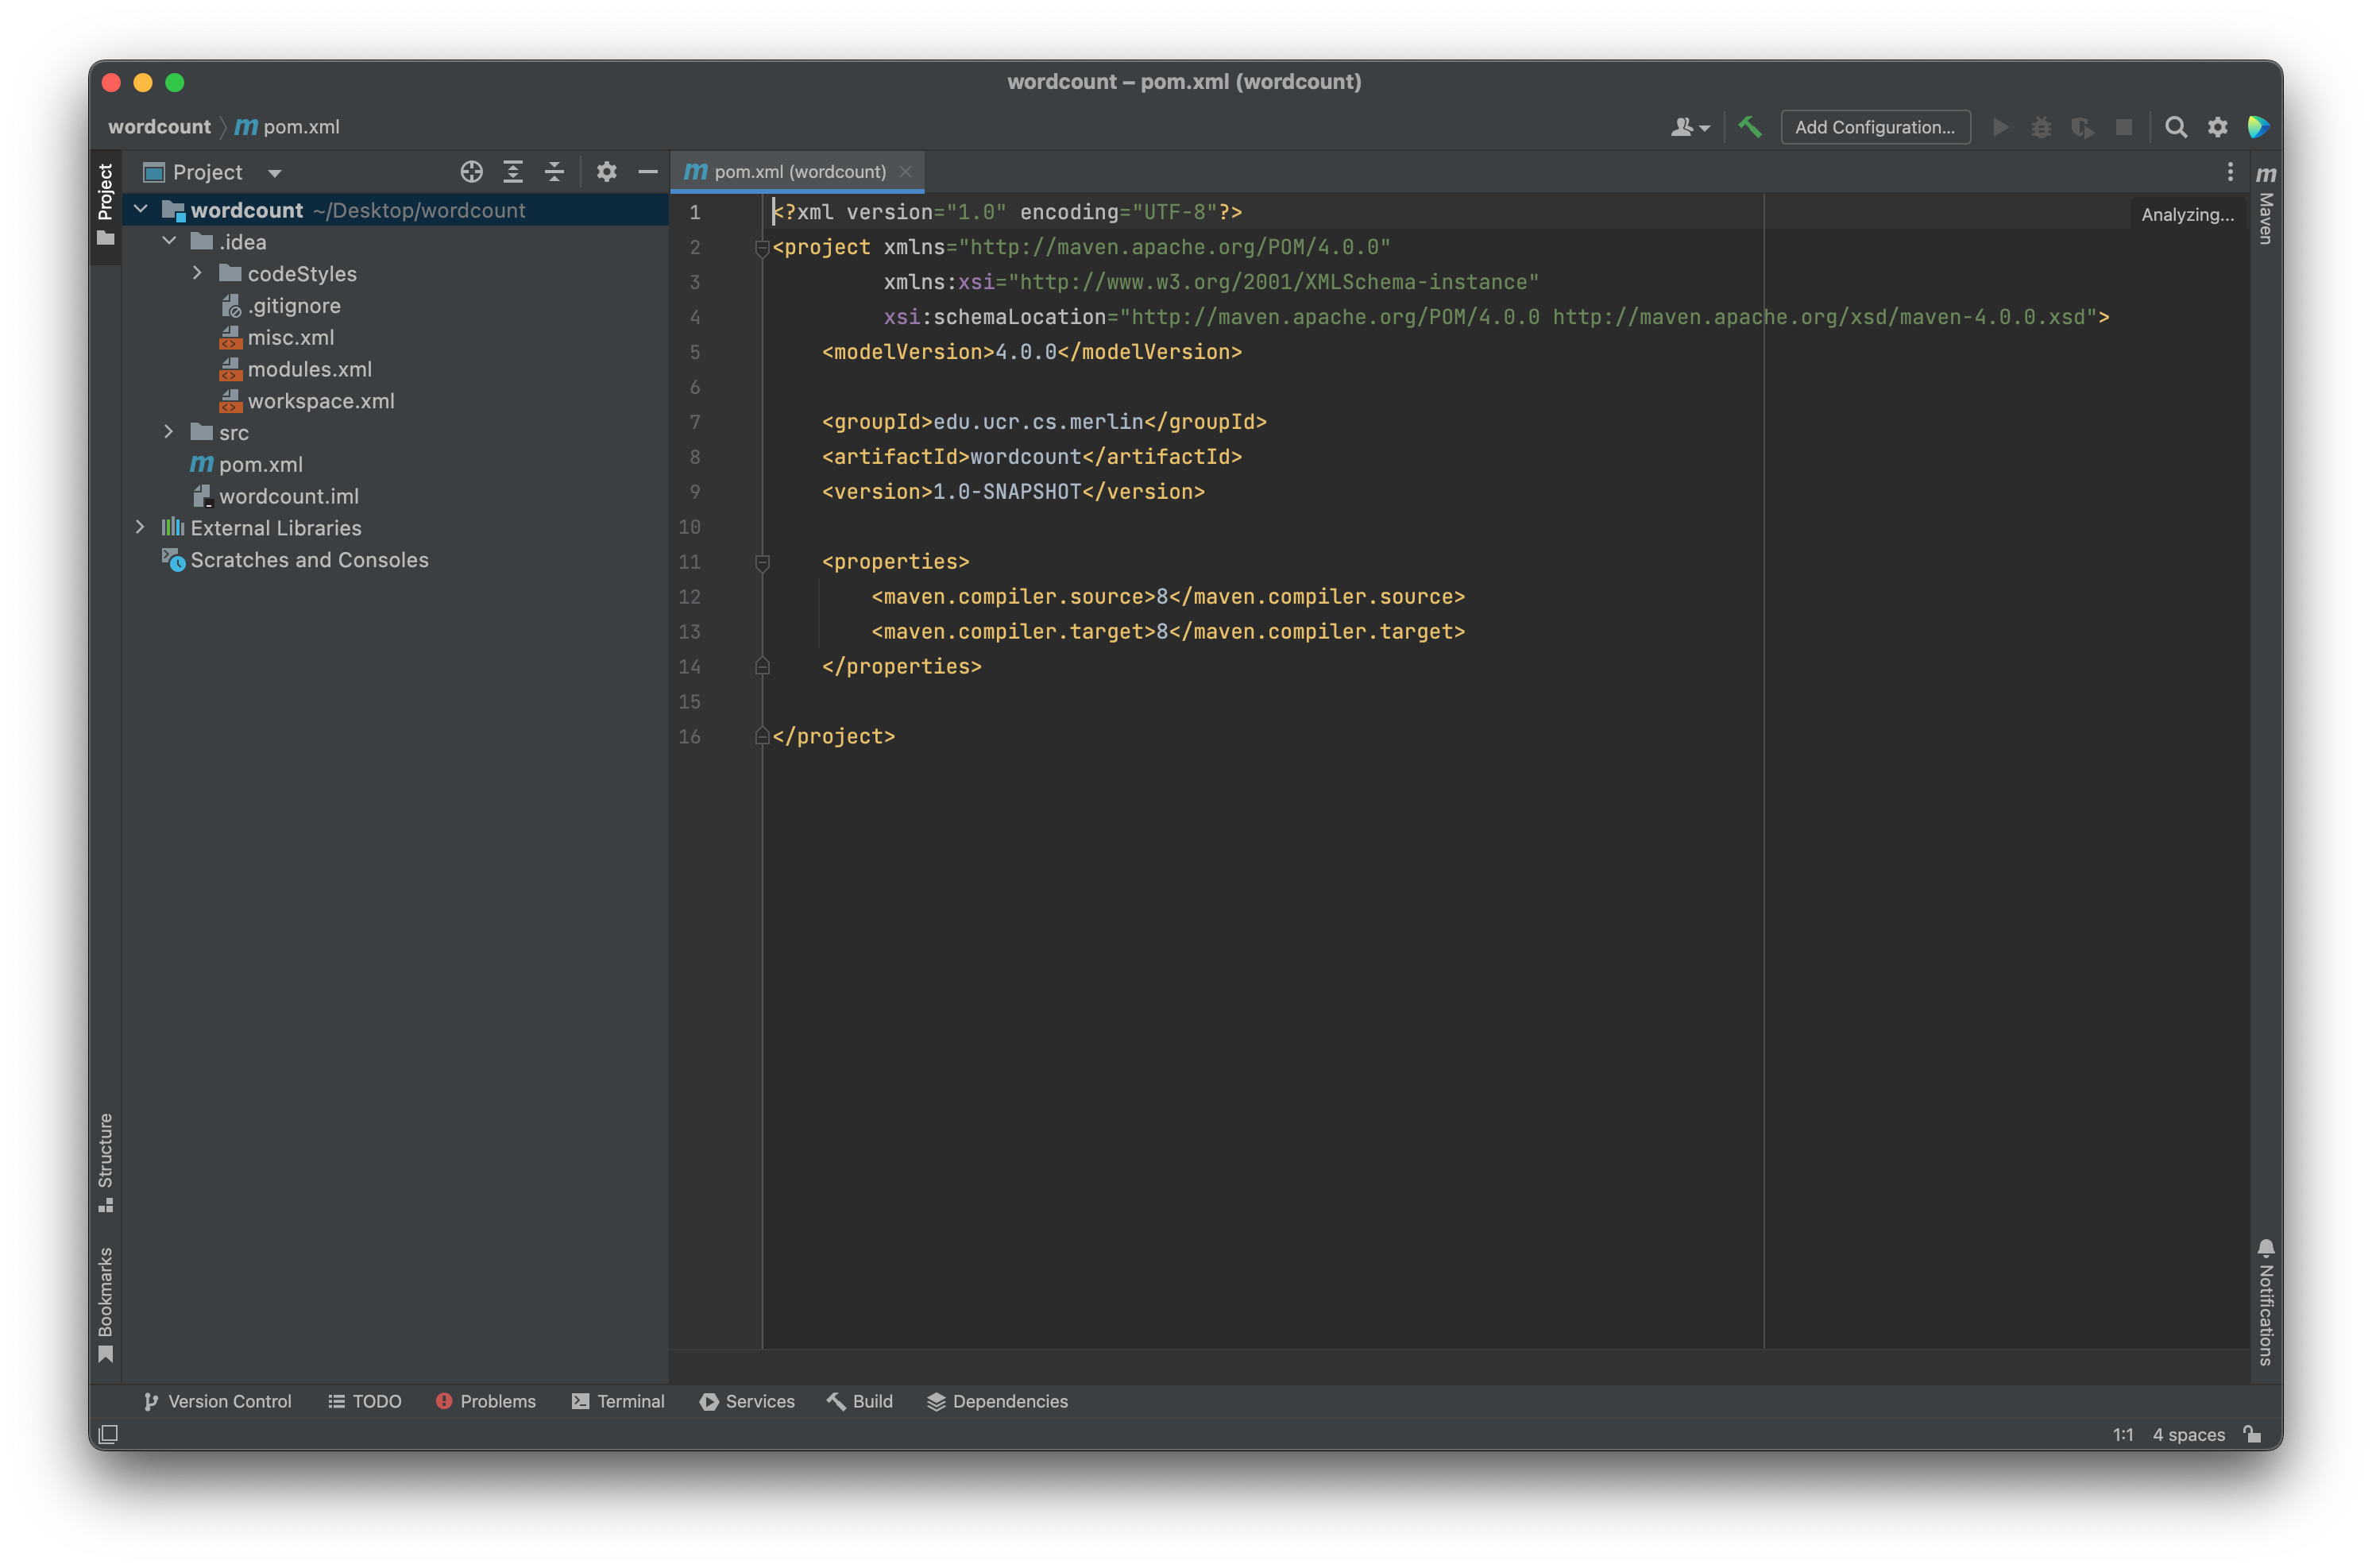 wordcount – pom.xml (wordcount)
wordcount
m pom.xml
Add Configuration...
Project
Project
m pom.xml (wordcount)
m
Maven
wordcount ~/Desktop/wordcount
.idea
codeStyles
.gitignore
misc.xml
modules.xml
workspace.xml
src
m pom.xml
wordcount.iml
External Libraries
Scratches and Consoles
Analyzing...
1 <?xml version="1.0" encoding="UTF-8"?>
2 <project xmlns="http://maven.apache.org/POM/4.0.0"
3 xmlns:xsi="http://www.w3.org/2001/XMLSchema-instance"
4 xsi:schemaLocation="http://maven.apache.org/POM/4.0.0 http://maven.apache.org/xsd/maven-4.0.0.xsd">
5 <modelVersion>4.0.0</modelVersion>
6
7 <groupId>edu.ucr.cs.merlin</groupId>
8 <artifactId>wordcount</artifactId>
9 <version>1.0-SNAPSHOT</version>
10
11 <properties>
12 <maven.compiler.source>8</maven.compiler.source>
13 <maven.compiler.target>8</maven.compiler.target>
14 </properties>
15
16 </project>
Structure
Bookmarks
Notifications
Version Control
TODO
Problems
Terminal
Services
Build
Dependencies
1:1 4 spaces